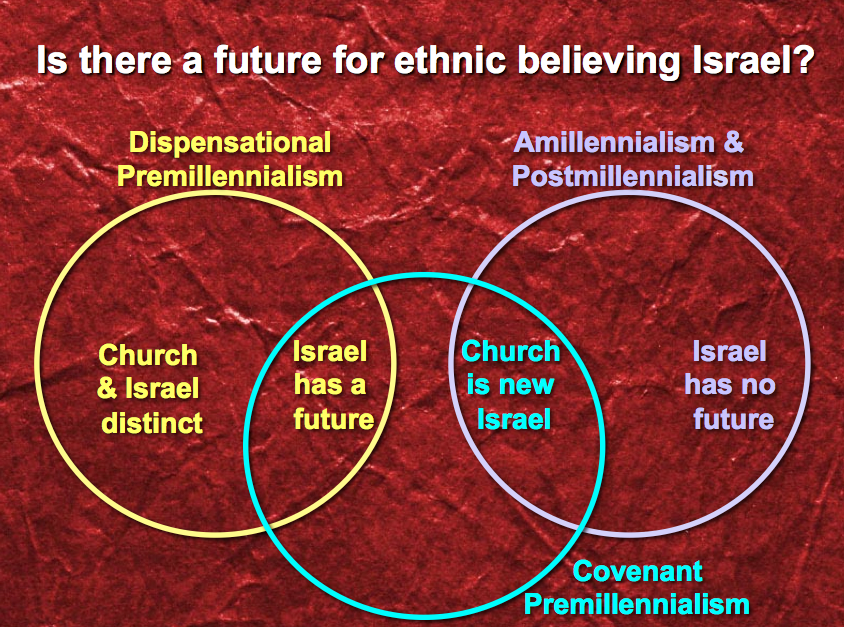 Is there a future for ethnic believing Israel?
Dispensational
Premillennialism
Amillennialism &
Postmillennialism
Church
& Israel
distinct
Israel
has a
future
Church
is new
Israel
Israel
has no
future
Covenant
Premillennialism